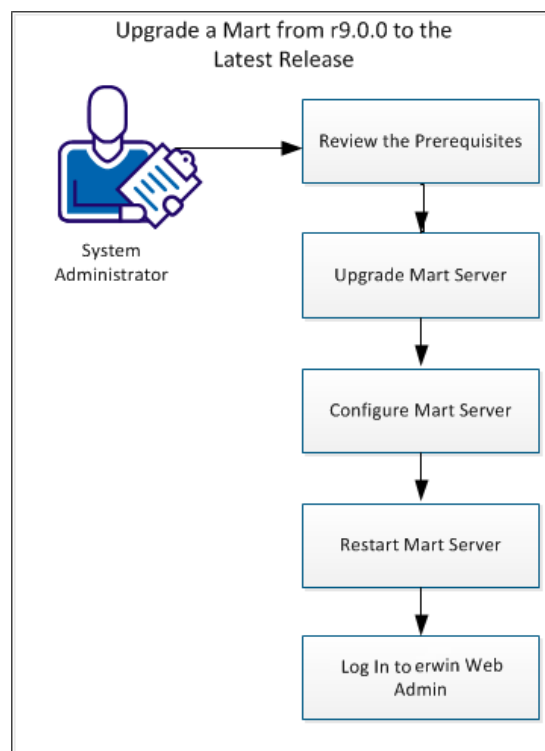 Upgrade a Mart from r9.0.0 to the
Latest Release
Review the Prerequisites
System
Administrator
Upgrade Mart Server
Configure Mart Server
Restart Mart Server
Log In to erwin Web
Admin